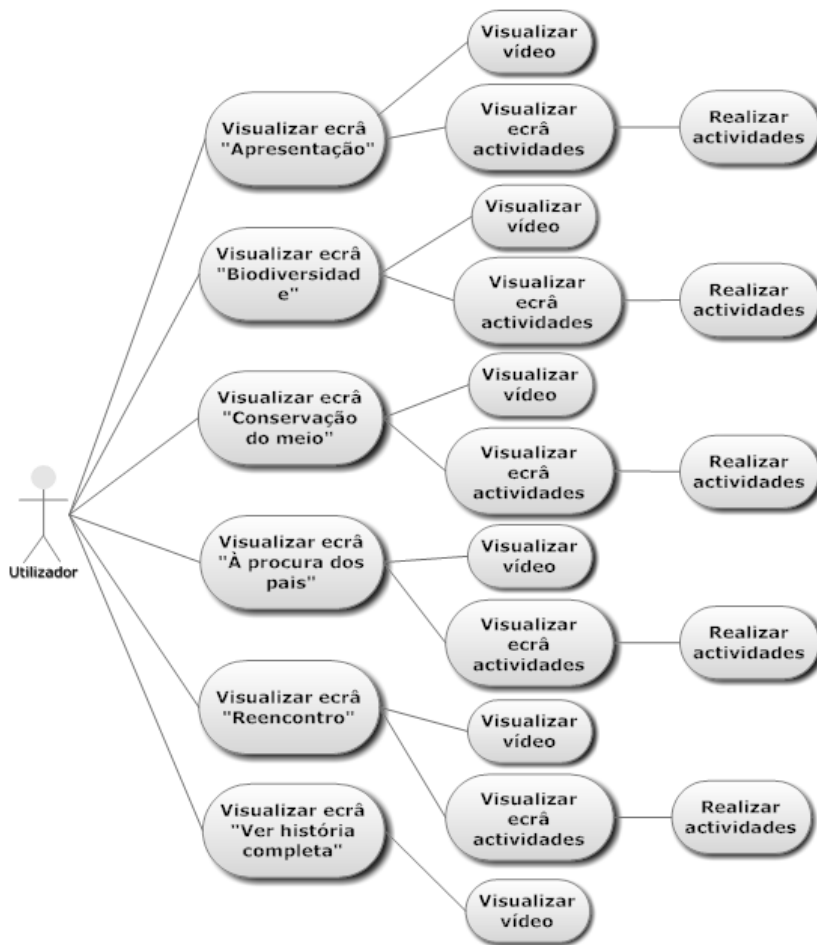 Visualizar
vídeo
Visualizar ecrâ
"Apresentação"
Visualizar
ecrâ
actividades
Realizar
actividades
Visualizar ecrâ
"Biodiversidad
e"
Visualizar
vídeo
Visualizar
ecrâ
actividades
Realizar
actividades
Visualizar ecrâ
"Conservação
do meio"
Visualizar
vídeo
Visualizar
ecrâ
actividades
Realizar
actividades
Utilizador
Visualizar ecrâ
"À procura dos
pais"
Visualizar
vídeo
Visualizar
ecrâ
actividades
Realizar
actividades
Visualizar ecrâ
"Reencontro"
Visualizar
vídeo
Visualizar
ecrâ
actividades
Realizar
actividades
Visualizar ecrâ
"Ver história
completa"
Visualizar
vídeo